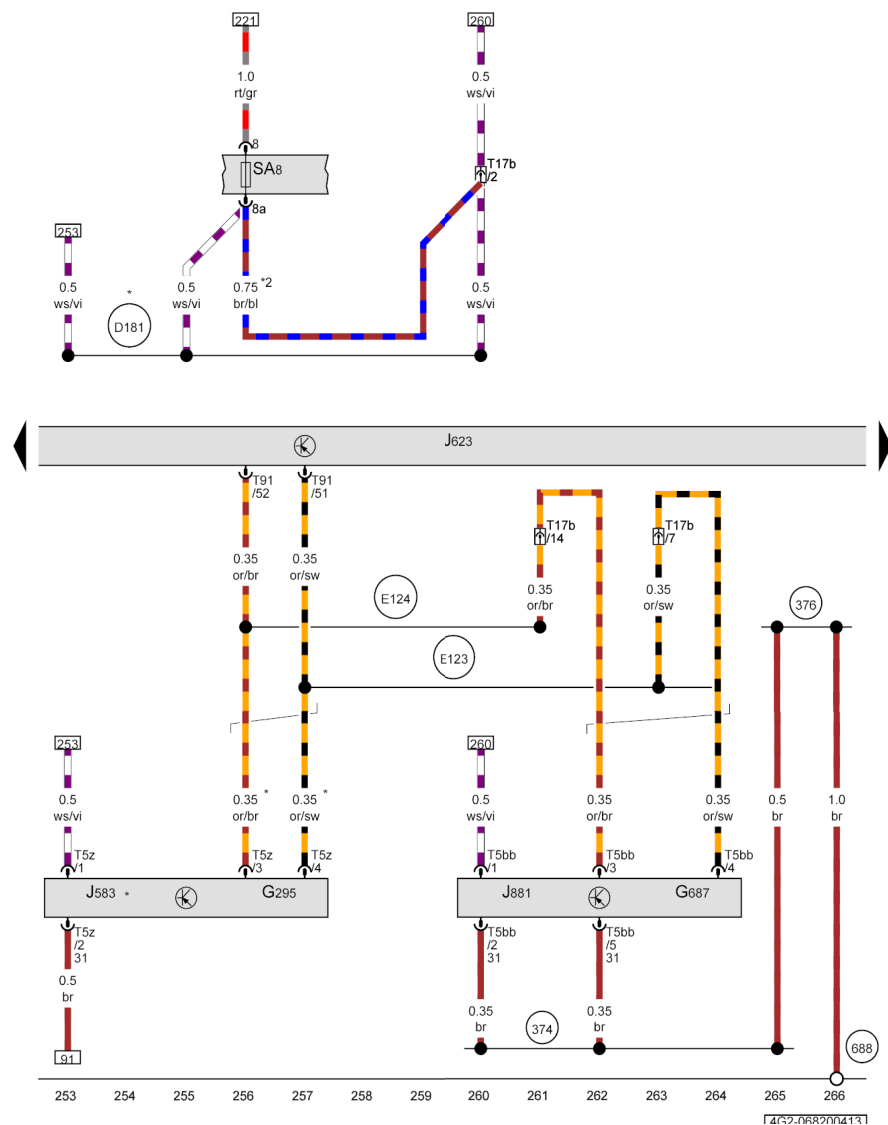 221
260
1.0
rt/gr
0.5
ws/vi
8
SA8
T17b
/2
8a
253
0.5
ws/vi
*
D181
0.5
ws/vi
0.75 *2
br/bl
0.5
ws/vi
J623
T91
/52
T91
/51
T17b
/14
T17b
/7
0.35
or/br
0.35
or/sw
0.35
or/br
0.35
or/sw
E124
376
E123
253
260
0.5
ws/vi
0.35 *
or/br
0.35 *
or/sw
0.5
ws/vi
0.35
or/br
0.35
or/sw
0.5
br
1.0
br
T5z
/1
T5z
/3
T5z
/4
T5bb
/1
T5bb
/3
T5bb
/4
J583 * G295
J881 G687
T5z
/2
31
T5bb
/2
31
T5bb
/5
31
0.5
br
0.35
br
374
0.35
br
688
91
253 254 255 256 257 258 259 260 261 262 263 264 265 266
4G2-068200413